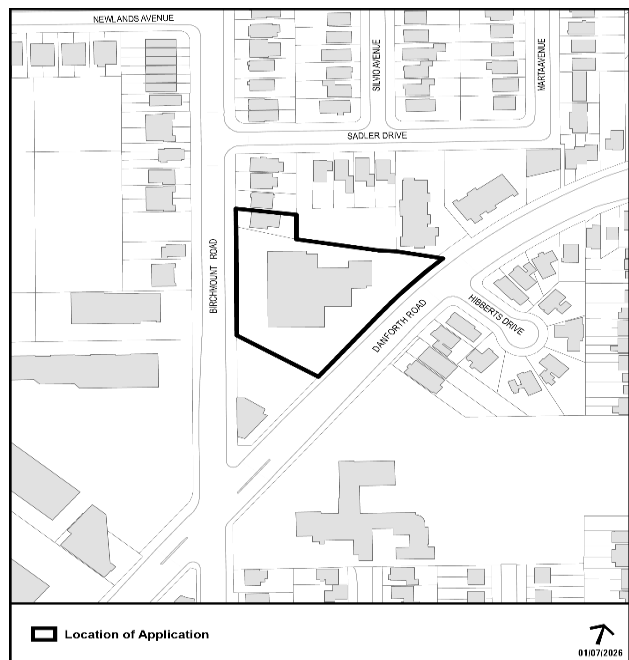 NEWLANDS AVENUE
SILVIO AVENUE
MARTA AVENUE
SADLER DRIVE
BIRCHMOUNT ROAD
DANFORTH ROAD
HIBBERTS DRIVE
Location of Application
01/07/2026